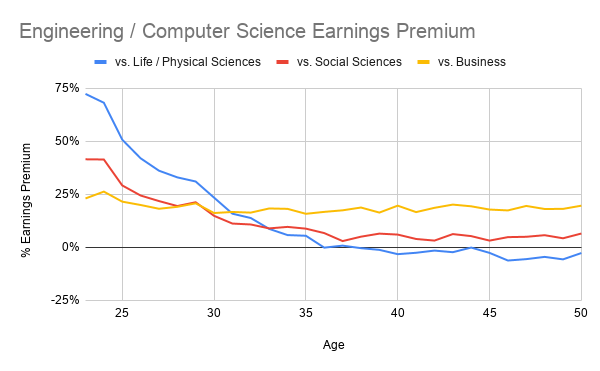 Engineering / Computer Science Earnings Premium
vs. Life / Physical Sciences vs. Social Sciences vs. Business
75%
50%
25%
0%
-25%
% Earnings Premium
25 30 35 40 45 50
Age